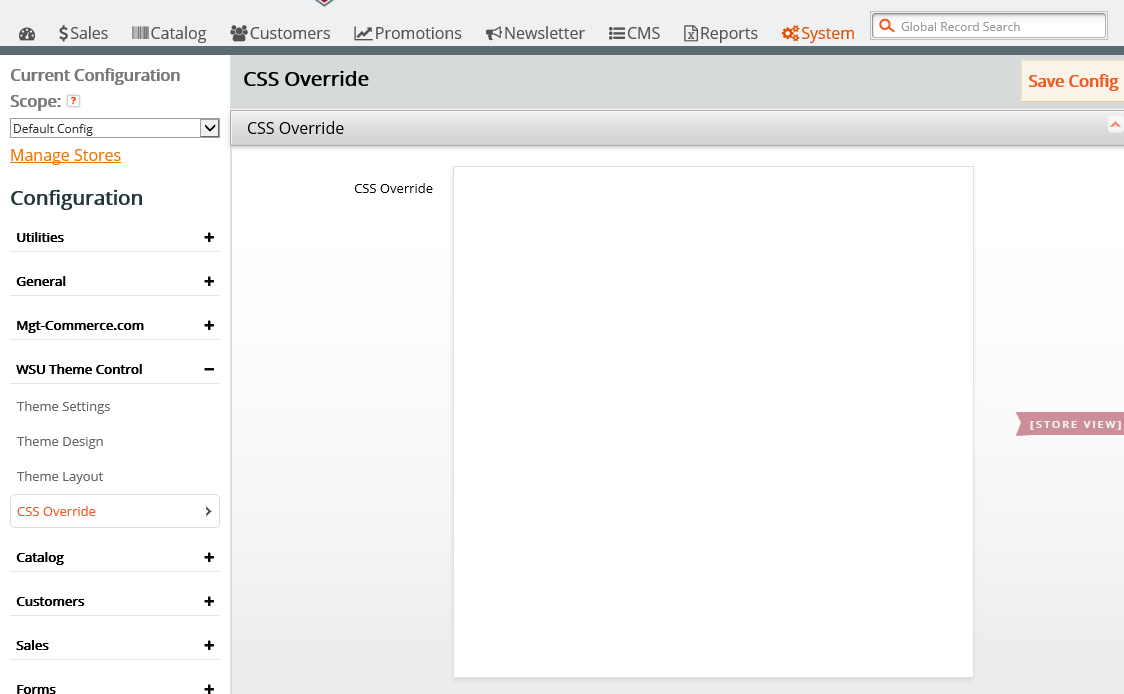 Sales Catalog Customers Promotions Newsletter CMS Reports System Global Record Search
Current Configuration
Scope: ?
Default Config
Manage Stores
Configuration
Utilities
General
Mgt-Commerce.com
WSU Theme Control
Theme Settings
Theme Design
Theme Layout
CSS Override
Catalog
Customers
Sales
Forms
CSS Override
Save Config
CSS Override
CSS Override
[STORE VIEW]